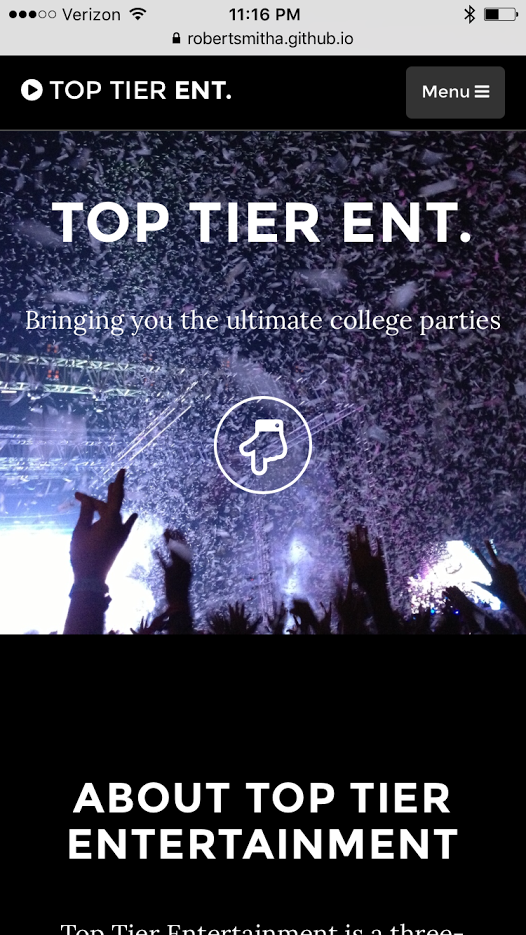 Verizon 11:16 PM
robertsmitha.github.io
TOP TIER ENT.
Menu
TOP TIER ENT.
Bringing you the ultimate college parties
ABOUT TOP TIER
ENTERTAINMENT
Top Tier Entertainment is a three-